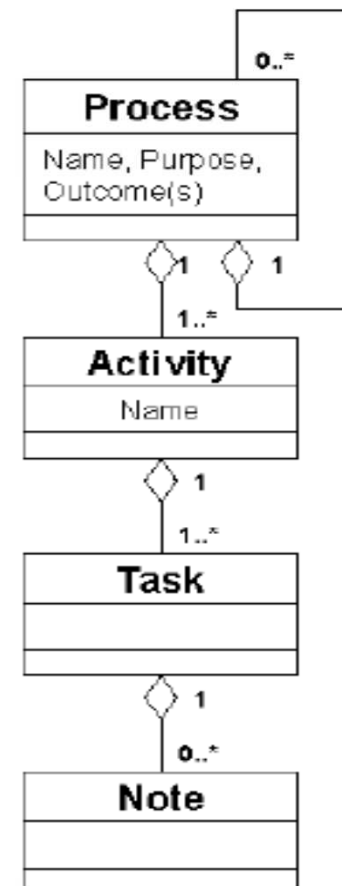 0..*
Process
Name, Purpose,
Outcome(s)
1 1
1..*
Activity
Name
1
1..*
Task
1
0..*
Note